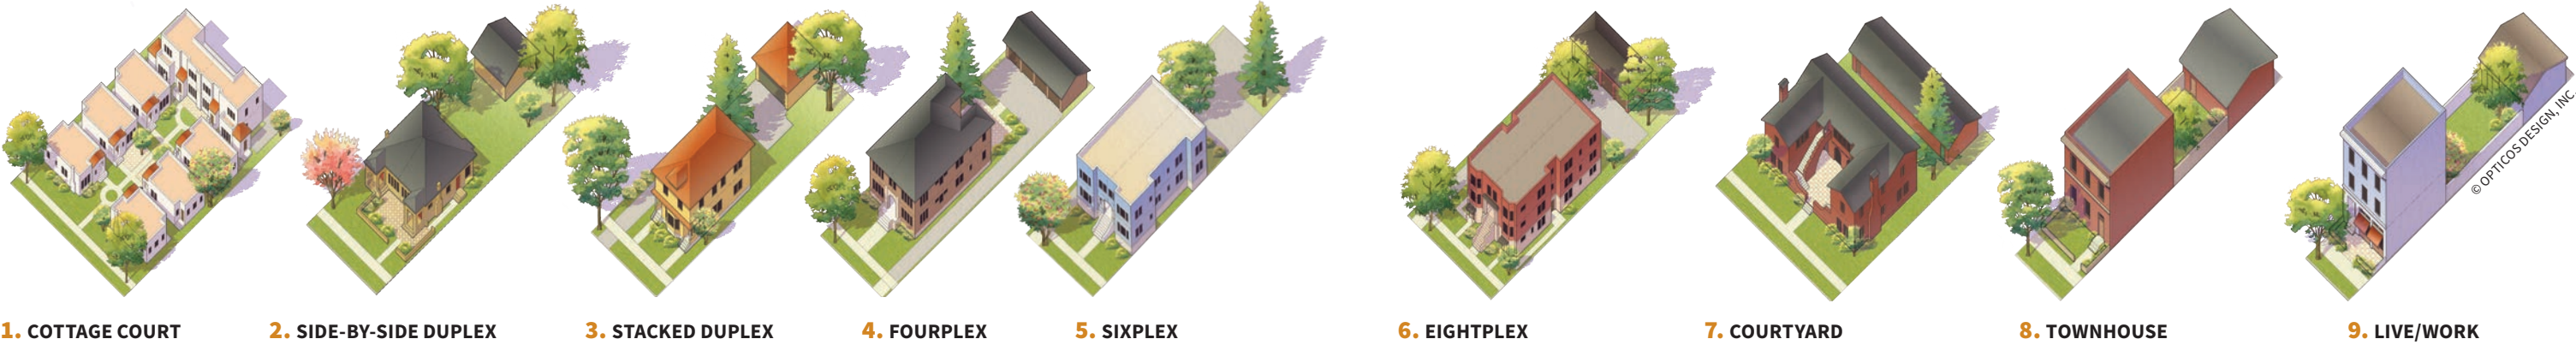 1. COTTAGE COURT
2. SIDE-BY-SIDE DUPLEX
3. STACKED DUPLEX
4. FOURPLEX
5. SIXPLEX
6. EIGHTPLEX
7. COURTYARD
8. TOWNHOUSE
9. LIVE/WORK
© OPTICOS DESIGN, INC